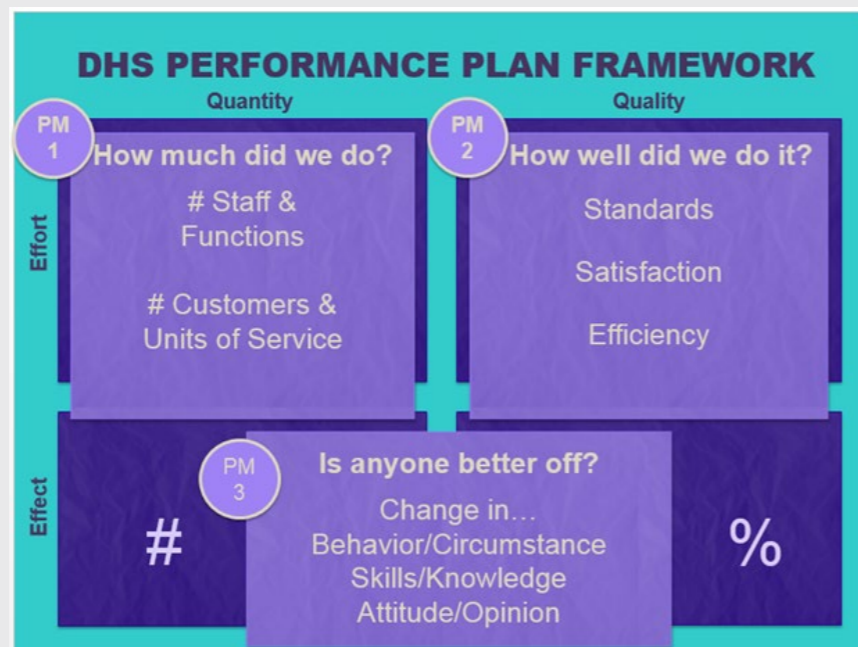 DHS PERFORMANCE PLAN FRAMEWORK
Quantity
Quality
PM
1
How much did we do?
# Staff &
Functions
# Customers &
Units of Service
PM
2
How well did we do it?
Standards
Satisfaction
Efficiency
Effort
Effect
#
PM
3
Is anyone better off?
Change in…
Behavior/Circumstance
Skills/Knowledge
Attitude/Opinion
%